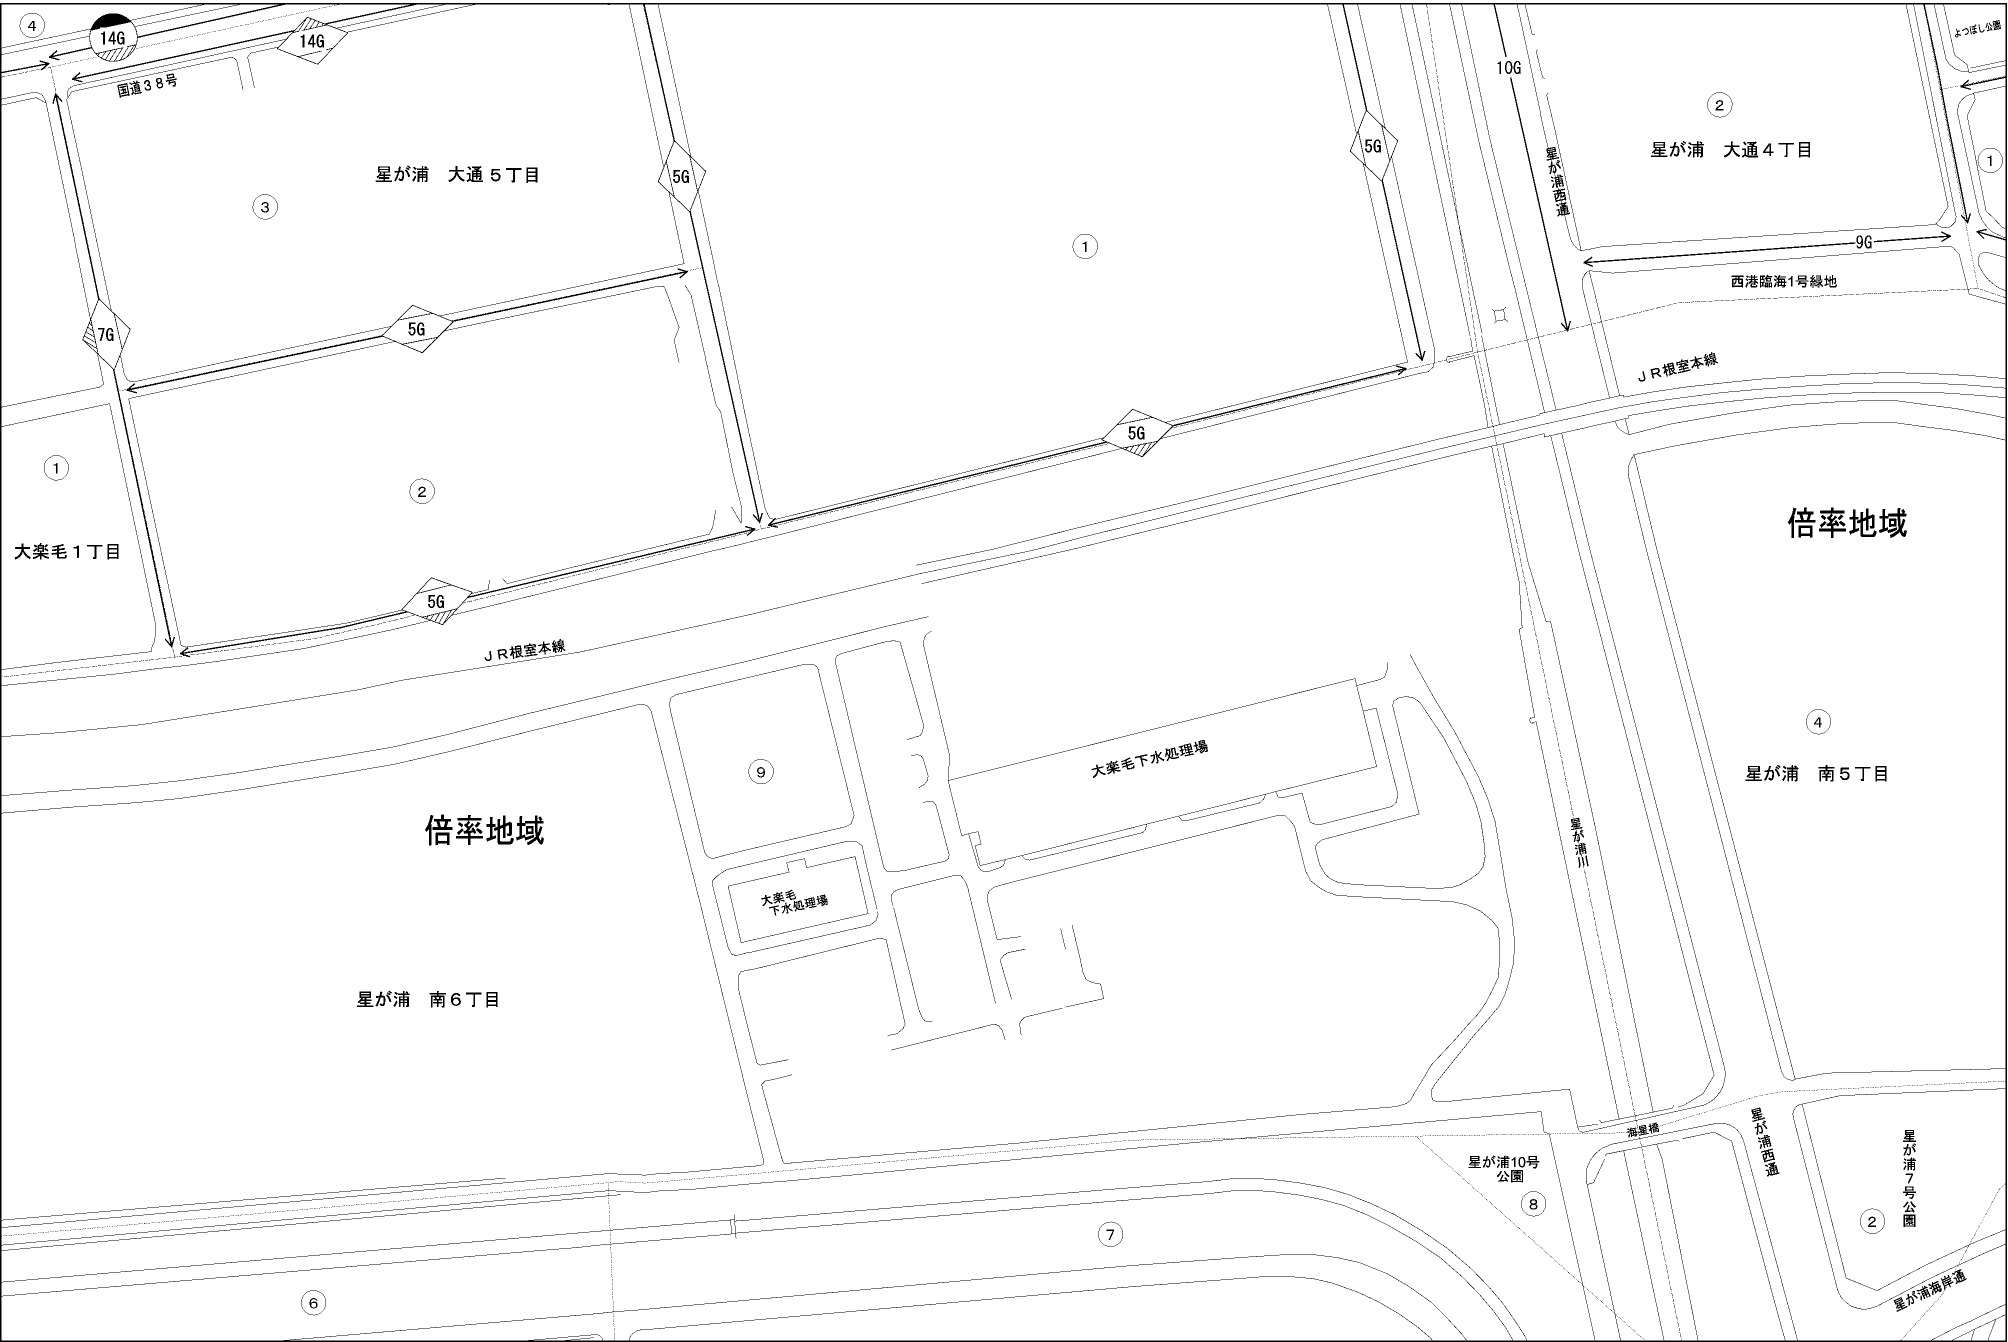 ④
14G
14G
国道３８号
10G
よつぼし公園
②
星が浦　大通４丁目
①
星が浦西通
5G
5G
星が浦　大通５丁目
③
①
9G
西港臨海1号緑地
7G
5G
ＪＲ根室本線
5G
①
②
大楽毛１丁目
倍率地域
5G
ＪＲ根室本線
④
星が浦　南５丁目
大楽毛下水処理場
⑨
倍率地域
星が浦川
大楽毛
下水処理場
星が浦　南６丁目
海星橋
星が浦西通
星が浦10号
公園
⑧
星が浦７号公園
②
⑦
星が浦海岸通
⑥